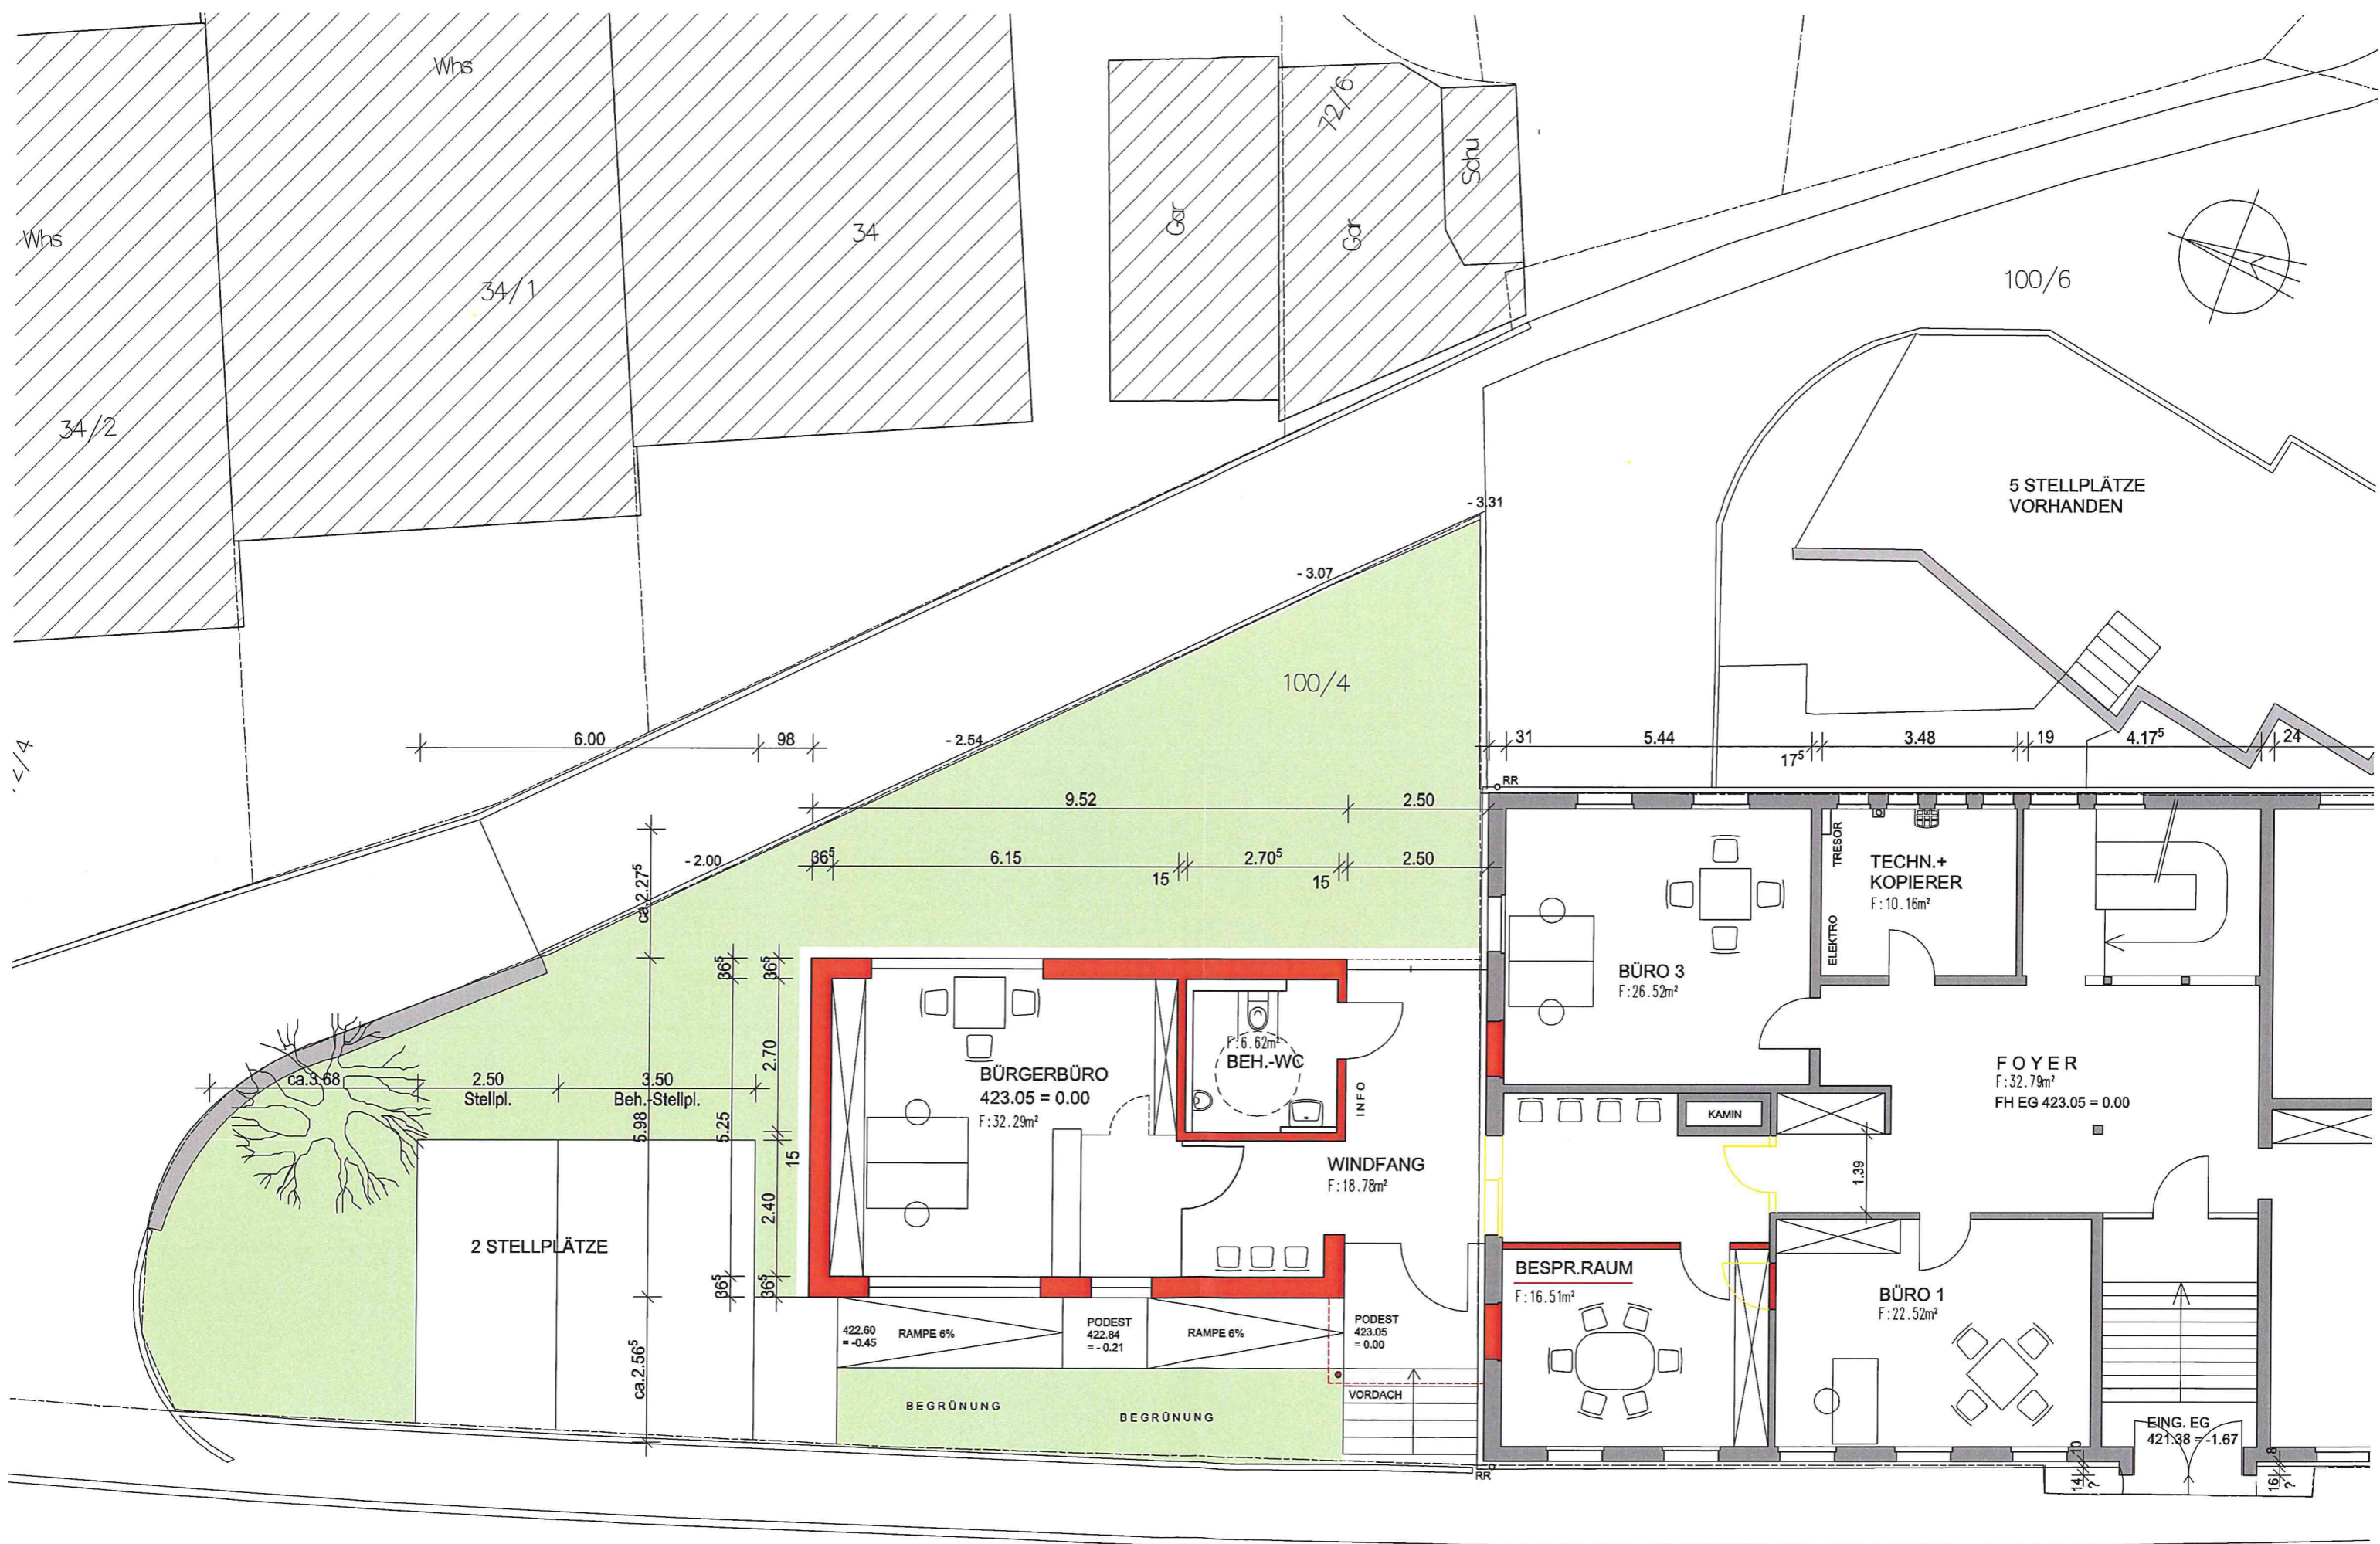 Whs
Whs
34
34/1
34/2
Gar
72/6
Gar
Schu
100/6
5 STELLPLÄTZE
VORHANDEN
- 3.31
- 3.07
100/4
6.00
98
- 2.54
31
5.44
17⁵
3.48
19
4.17⁵
24
RR
9.52
2.50
- 2.00
36⁵
6.15
15
2.70⁵
15
2.50
ca.2.27⁵
TRESOR
ELEKTRO
TECHN.+
KOPIERER
F:10.16m²
BÜRO 3
F:26.52m²
36⁵
36⁵
2.70
5.98
5.25
15
2.40
36⁵
36⁵
ca.3.68
2.50
Stellpl.
3.50
Beh.-Stellpl.
BÜRGERBÜRO
423.05 = 0.00
F:32.29m²
F:6.62m²
BEH.-WC
INFO
KAMIN
FOYER
F:32.79m²
FH EG 423.05 = 0.00
WINDFANG
F:18.78m²
1.39
2 STELLPLÄTZE
BESPR.RAUM
F:16.51m²
BÜRO 1
F:22.52m²
422.60
= -0.45
RAMPE 6%
PODEST
422.84
= - 0.21
RAMPE 6%
PODEST
423.05
= 0.00
ca.2.56⁵
VORDACH
BEGRÜNUNG
BEGRÜNUNG
EING. EG
421.38 = -1.67
RR
14
10
?
16
8
?